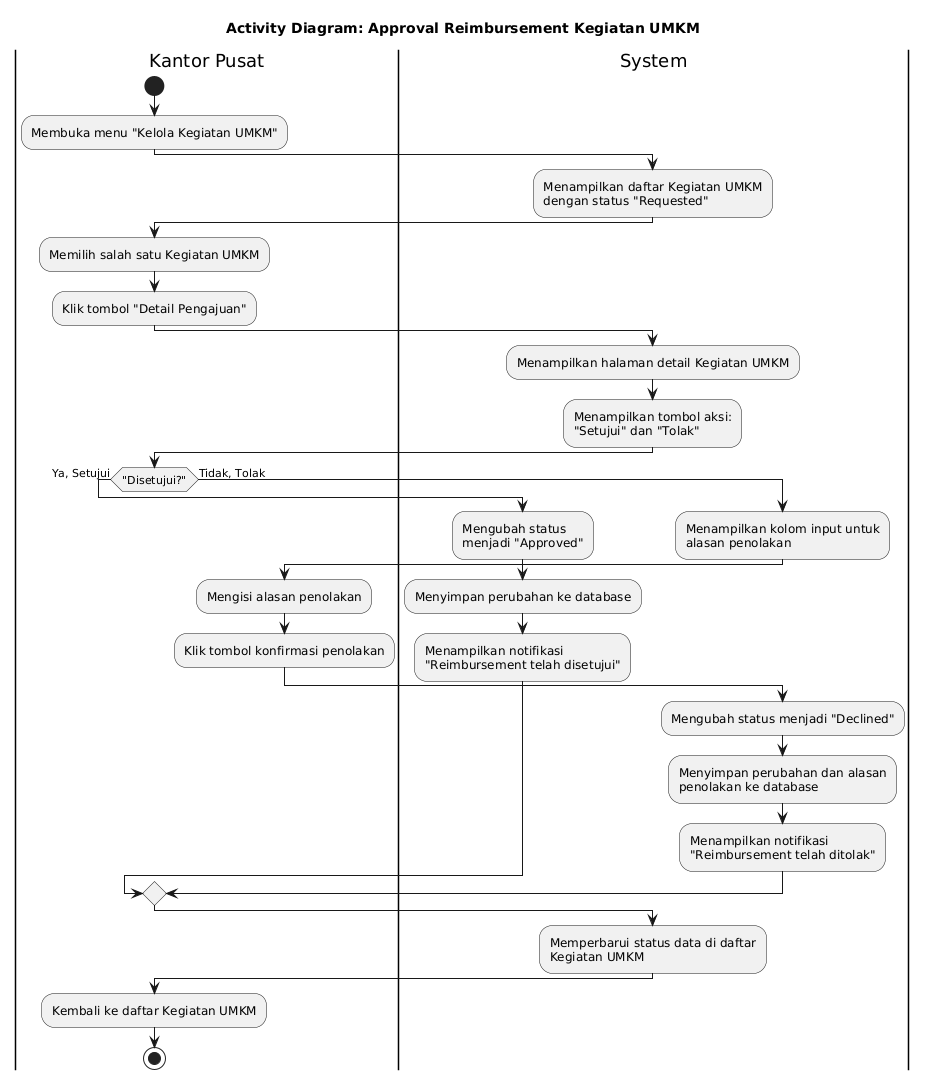 Activity Diagram: Approval Reimbursement Kegiatan UMKM
Kantor Pusat
System
Membuka menu "Kelola Kegiatan UMKM"
Menampilkan daftar Kegiatan UMKM
dengan status "Requested"
Memilih salah satu Kegiatan UMKM
Klik tombol "Detail Pengajuan"
Menampilkan halaman detail Kegiatan UMKM
Menampilkan tombol aksi:
"Setujui" dan "Tolak"
Ya, Setujui
"Disetujui?"
Tidak, Tolak
Mengubah status
menjadi "Approved"
Menampilkan kolom input untuk
alasan penolakan
Mengisi alasan penolakan
Menyimpan perubahan ke database
Klik tombol konfirmasi penolakan
Menampilkan notifikasi
"Reimbursement telah disetujui"
Mengubah status menjadi "Declined"
Menyimpan perubahan dan alasan
penolakan ke database
Menampilkan notifikasi
"Reimbursement telah ditolak"
Memperbarui status data di daftar
Kegiatan UMKM
Kembali ke daftar Kegiatan UMKM